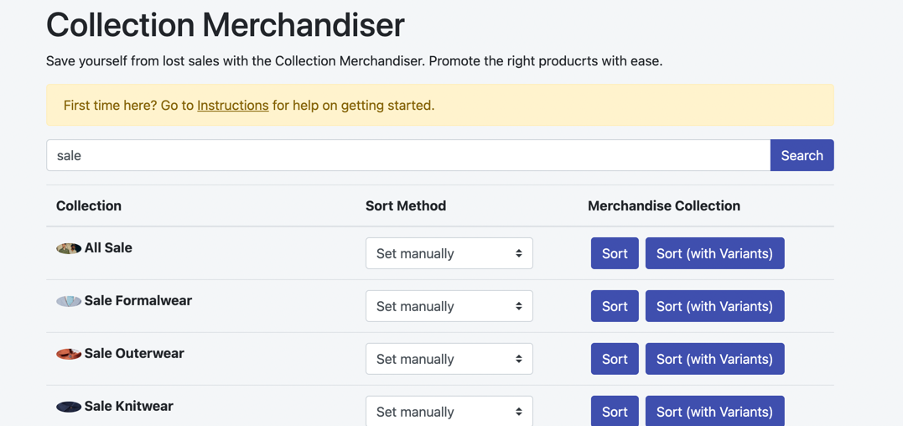 Collection Merchandiser
Save yourself from lost sales with the Collection Merchandiser. Promote the right producrts with ease.
First time here? Go to Instructions for help on getting started.
sale Search
Collection Sort Method Merchandise Collection
All Sale Set manually Sort Sort (with Variants)
Sale Formalwear Set manually Sort Sort (with Variants)
Sale Outerwear Set manually Sort Sort (with Variants)
Sale Knitwear Set manually Sort Sort (with Variants)